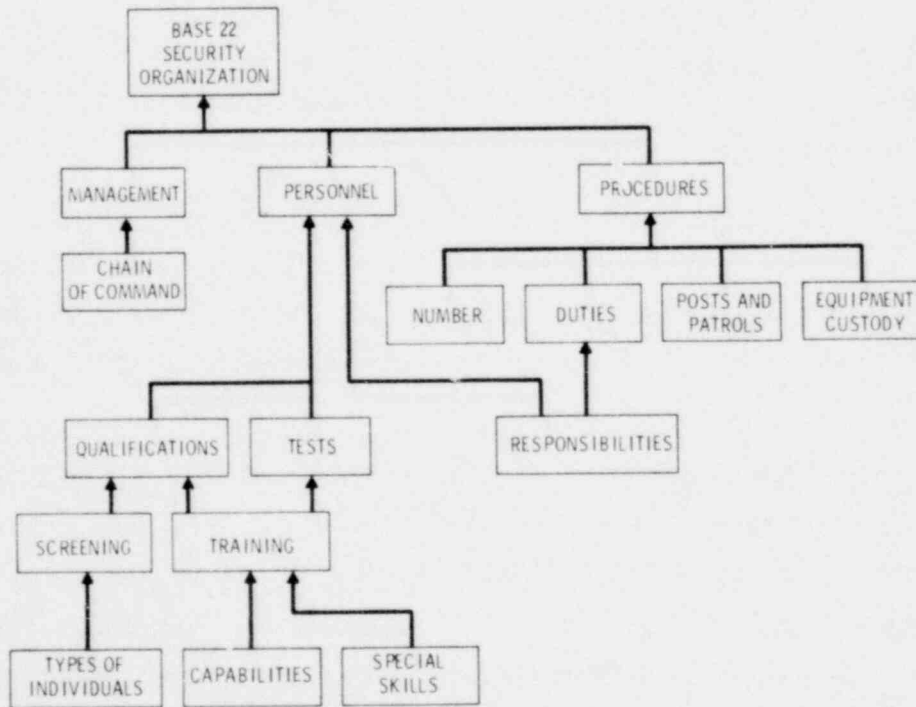 BASE 22
SECURITY
ORGANIZATION
MANAGEMENT
PERSONNEL
PROCEDURES
CHAIN
OF COMMAND
NUMBER
DUTIES
POSTS AND
PATROLS
EQUIPMENT
CUSTODY
QUALIFICATIONS
TESTS
RESPONSIBILITIES
SCREENING
TRAINING
TYPES OF
INDIVIDUALS
CAPABILITIES
SPECIAL
SKILLS